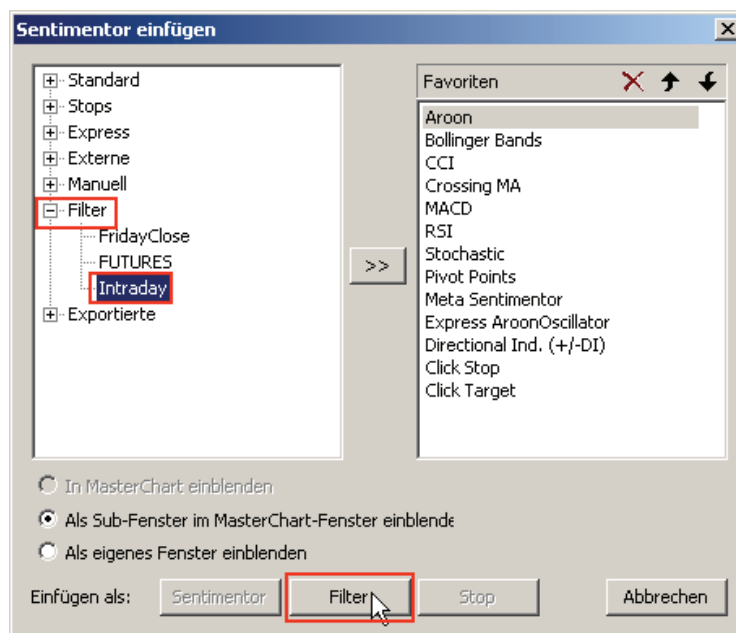 Sentimentor einfügen
Standard
Stops
Express
Externe
Manuell
Filter
FridayClose
FUTURES
Intraday
Exportierte
>>
Favoriten
Aroon
Bollinger Bands
CCI
Crossing MA
MACD
RSI
Stochastic
Pivot Points
Meta Sentimentor
Express AroonOscillator
Directional Ind. (+/-DI)
Click Stop
Click Target
In MasterChart einblenden
Als Sub-Fenster im MasterChart-Fenster einblende
Als eigenes Fenster einblenden
Einfügen als: Sentimentor Filter Stop Abbrechen